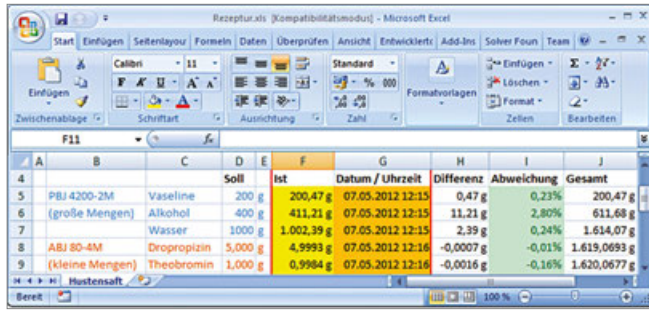 Rezeptur.xls [Kompatibilitätsmodus] - Microsoft Excel
Start Einfügen Seitenlayou Formeln Daten Überprüfen Ansicht Entwicklertc Add-Ins Solver Foun Team
Calibri 11 Standard Einfügen
F K U A A % 000 Löschen
Einfügen Formatvorlagen Format
Zwischenablage Schriftart Ausrichtung Zahl Zellen Bearbeiten
F11 fx
A B C D E F G H I J
4 Soll Ist Datum / Uhrzeit Differenz Abweichung Gesamt
5 PBJ 4200-2M Vaseline 200 g 200,47 g 07.05.2012 12:15 0,47 g 0,23% 200,47 g
6 (große Mengen) Alkohol 400 g 411,21 g 07.05.2012 12:15 11,21 g 2,80% 611,68 g
7 Wasser 1000 g 1.002,39 g 07.05.2012 12:15 2,39 g 0,24% 1.614,07 g
8 ABJ 80-4M Dropropizin 5,000 g 4,9993 g 07.05.2012 12:16 -0,0007 g -0,01% 1.619,0693 g
9 (kleine Mengen) Theobromin 1,000 g 0,9984 g 07.05.2012 12:16 -0,0016 g -0,16% 1.620,0677 g
Hustensaft
Bereit 100 %